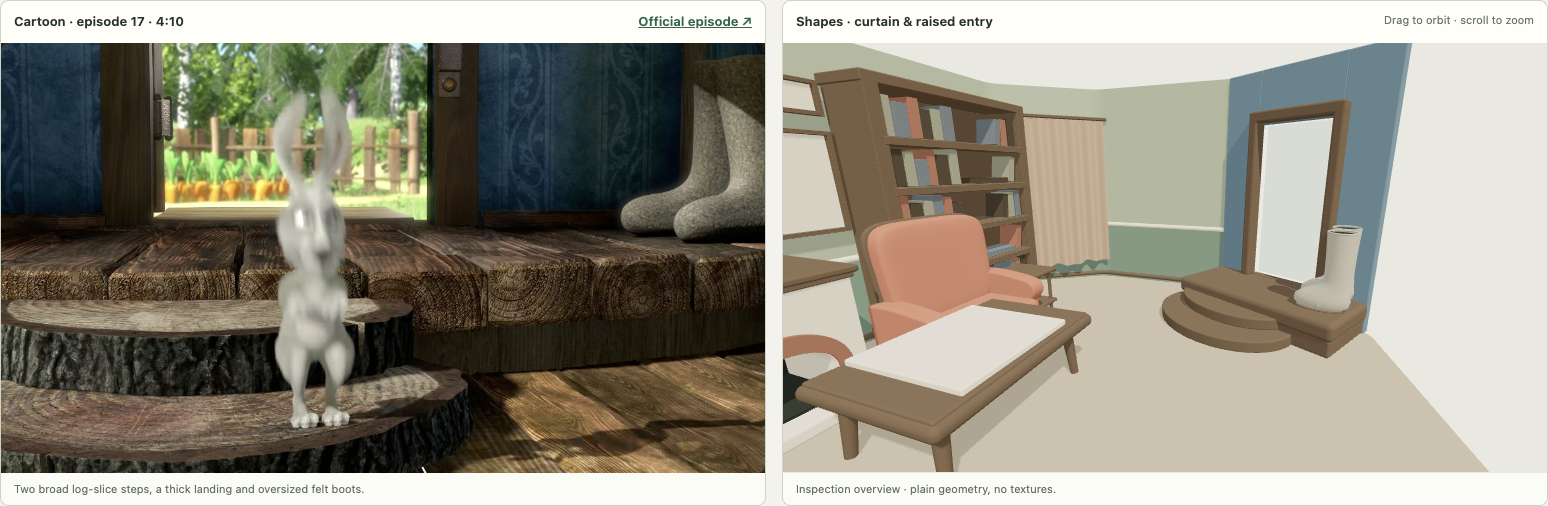 Cartoon · episode 17 · 4:10
Official episode ↗
Two broad log-slice steps, a thick landing and oversized felt boots.
Shapes · curtain & raised entry
Drag to orbit · scroll to zoom
Inspection overview · plain geometry, no textures.